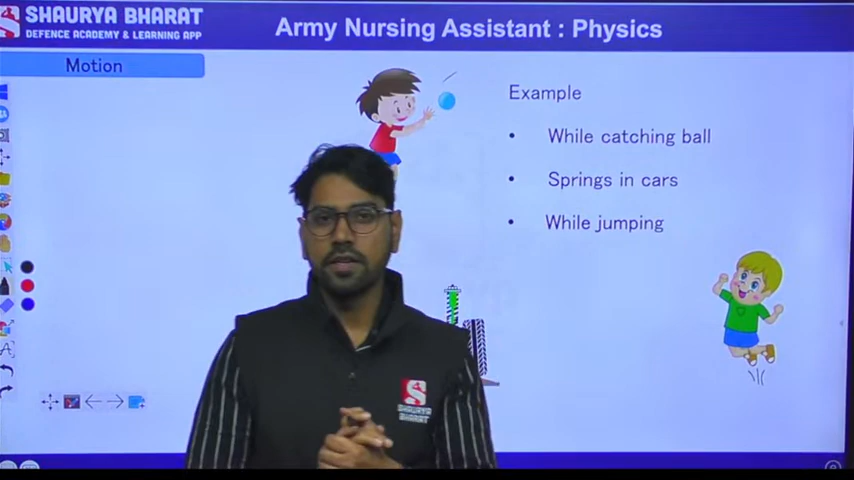 SHAURYA BHARAT
DEFENCE ACADEMY & LEARNING APP
Army Nursing Assistant : Physics
Motion
Example
• While catching ball
• Springs in cars
• While jumping
S
SHAURYA
BHARAT